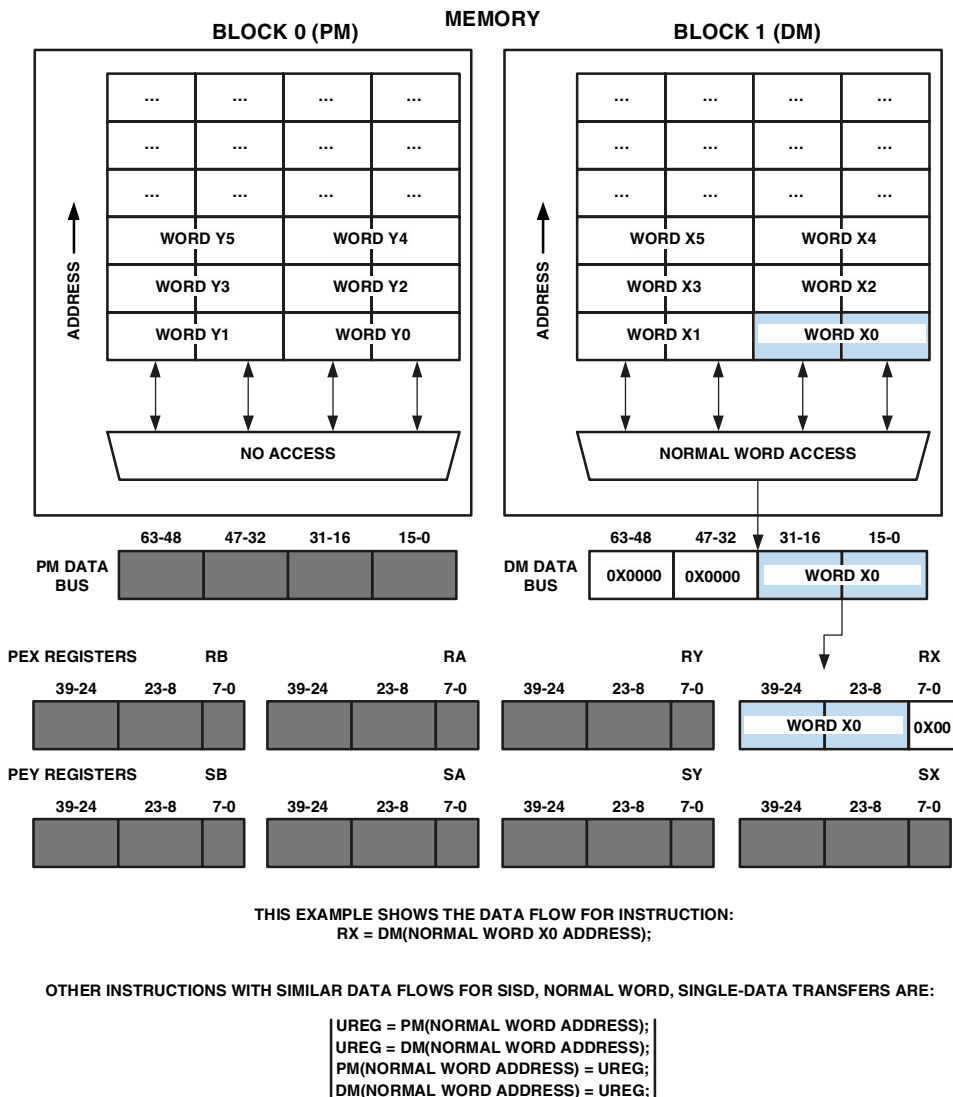 MEMORY
BLOCK 0 (PM) BLOCK 1 (DM)
... ... ... ... ... ... ... ...
... ... ... ... ... ... ... ...
... ... ... ... ... ... ... ...
ADDRESS ADDRESS
WORD Y5 WORD Y4 WORD X5 WORD X4
WORD Y3 WORD Y2 WORD X3 WORD X2
WORD Y1 WORD Y0 WORD X1 WORD X0
NO ACCESS NORMAL WORD ACCESS
63-48 47-32 31-16 15-0 63-48 47-32 31-16 15-0
PM DATA BUS DM DATA BUS 0X0000 0X0000 WORD X0
PEX REGISTERS RB RA RY RX
39-24 23-8 7-0 39-24 23-8 7-0 39-24 23-8 7-0 39-24 23-8 7-0
WORD X0 0X00
PEY REGISTERS SB SA SY SX
39-24 23-8 7-0 39-24 23-8 7-0 39-24 23-8 7-0 39-24 23-8 7-0
THIS EXAMPLE SHOWS THE DATA FLOW FOR INSTRUCTION:
RX = DM(NORMAL WORD X0 ADDRESS);
OTHER INSTRUCTIONS WITH SIMILAR DATA FLOWS FOR SISD, NORMAL WORD, SINGLE-DATA TRANSFERS ARE:
UREG = PM(NORMAL WORD ADDRESS);
UREG = DM(NORMAL WORD ADDRESS);
PM(NORMAL WORD ADDRESS) = UREG;
DM(NORMAL WORD ADDRESS) = UREG;